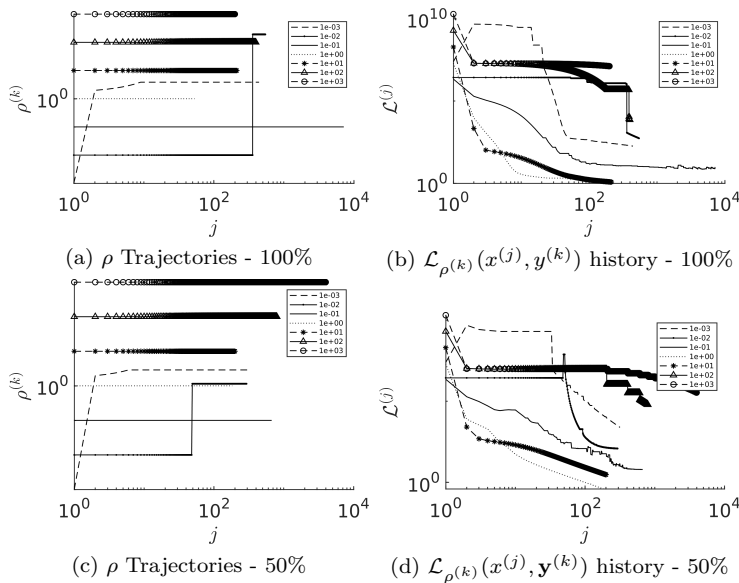 10^0
ρ^{(k)}
1e-03
1e-02
1e-01
1e+00
1e+01
1e+02
1e+03
10^0 10^2 10^4
j
(a) ρ Trajectories - 100%
10^{10}
10^0
ℒ^{(j)}
1e-03
1e-02
1e-01
1e+00
1e+01
1e+02
1e+03
10^0 10^2 10^4
j
(b) ℒ_{ρ^{(k)}}(x^{(j)}, y^{(k)}) history - 100%
10^0
ρ^{(k)}
1e-03
1e-02
1e-01
1e+00
1e+01
1e+02
1e+03
10^0 10^2 10^4
j
(c) ρ Trajectories - 50%
10^0
ℒ^{(j)}
1e-03
1e-02
1e-01
1e+00
1e+01
1e+02
1e+03
10^0 10^2 10^4
j
(d) ℒ_{ρ^{(k)}}(x^{(j)}, 𝐲^{(k)}) history - 50%